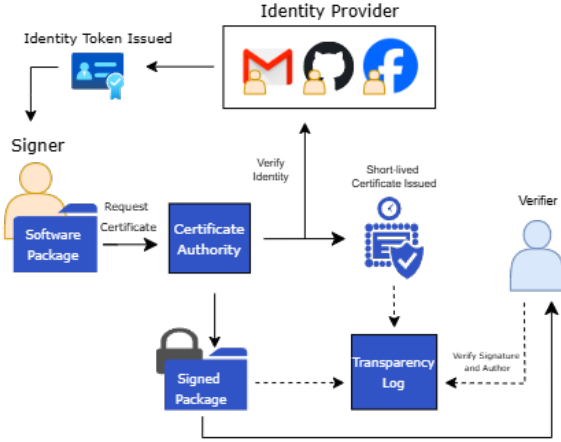 Identity Provider
Identity Token Issued
Signer
Verify
Identity
Short-lived
Certificate Issued
Verifier
Request
Certificate
Software
Package
Certificate
Authority
Signed
Package
Transparency
Log
Verify Signature
and Author